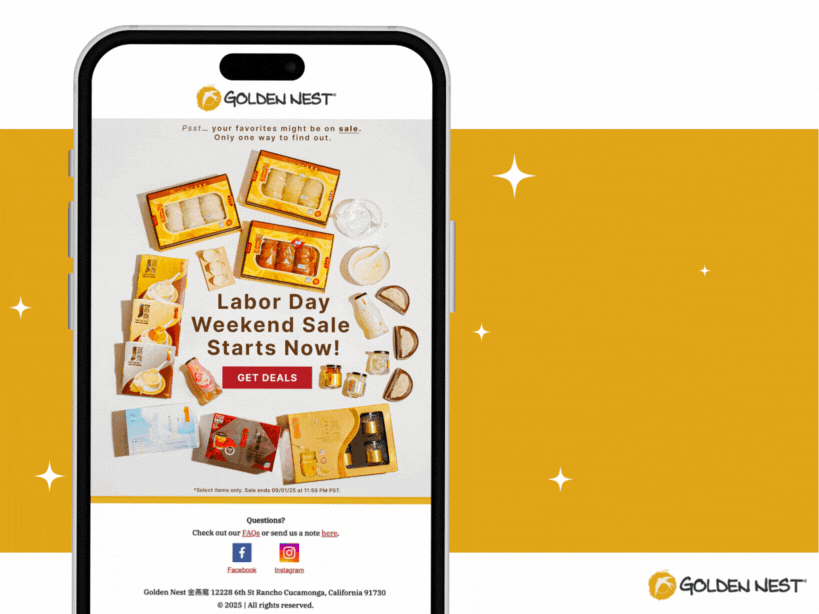 GOLDEN NEST®
Psst... your favorites might be on sale.
Only one way to find out.
Labor Day
Weekend Sale
Starts Now!
GET DEALS
*Select items only. Sale ends 09/01/25 at 11:59 PM PST.
Questions?
Check out our FAQs or send us a note here.
Facebook Instagram
Golden Nest 金燕窩 12228 6th St Rancho Cucamonga, California 91730
© 2025 | All rights reserved.
GOLDEN NEST®